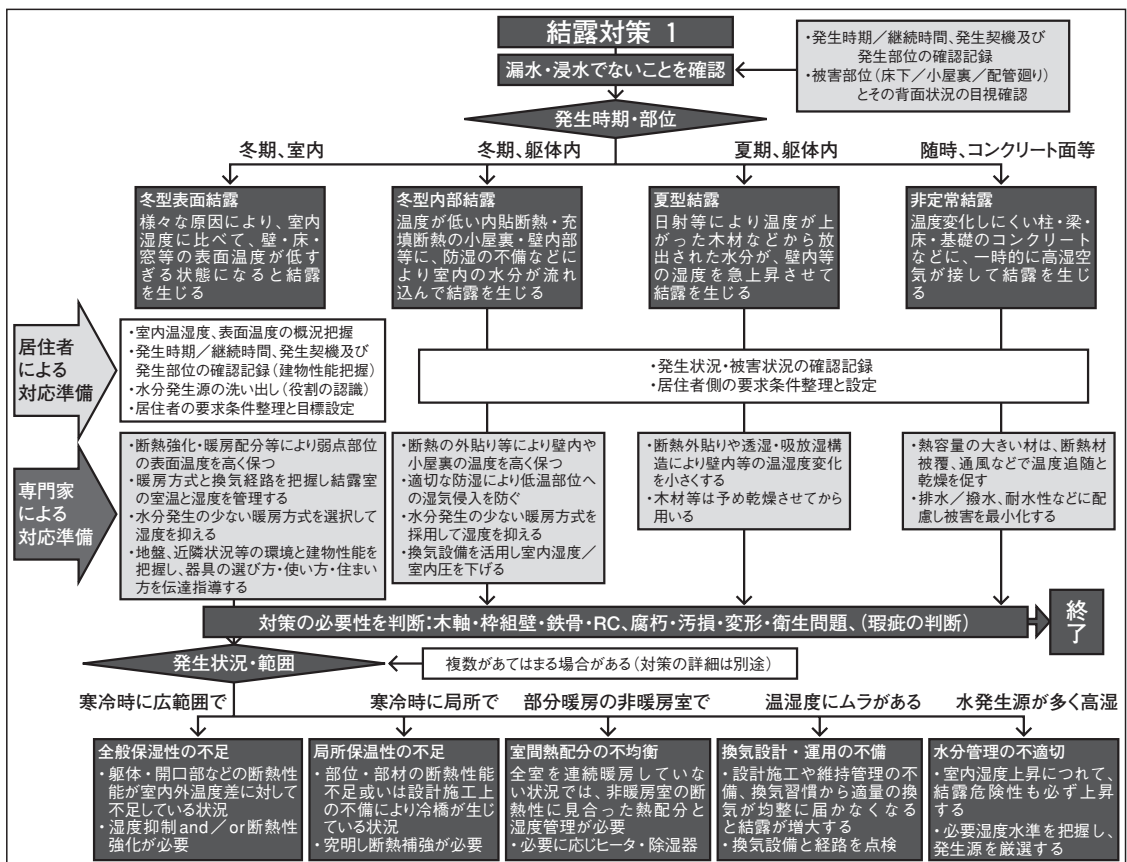 結露対策 1
漏水・浸水でないことを確認
・発生時期／継続時間、発生契機及び
発生部位の確認記録
・被害部位(床下／小屋裏／配管廻り)
とその背面状況の目視確認
発生時期・部位
冬期、室内
冬期、躯体内
夏期、躯体内
随時、コンクリート面等
冬型表面結露
様々な原因により、室内
湿度に比べて、壁・床・
窓等の表面温度が低す
ぎる状態になると結露
を生じる
冬型内部結露
温度が低い内貼断熱・充
填断熱の小屋裏・壁内部
等に、防湿の不備などに
より室内の水分が流れ
込んで結露を生じる
夏型結露
日射等により温度が上
がった木材などから放
出された水分が、壁内等
の湿度を急上昇させて
結露を生じる
非定常結露
温度変化しにくい柱・梁・
床・基礎のコンクリート
などに、一時的に高湿空
気が接して結露を生じ
る
居住者
による
対応準備
・室内温湿度、表面温度の概況把握
・発生時期／継続時間、発生契機及び
発生部位の確認記録(建物性能把握)
・水分発生源の洗い出し(役割の認識)
・居住者の要求条件整理と目標設定
・発生状況・被害状況の確認記録
・居住者側の要求条件整理と設定
専門家
による
対応準備
・断熱強化・暖房配分等により弱点部位
の表面温度を高く保つ
・暖房方式と換気経路を把握し結露室
の室温と湿度を管理する
・水分発生の少ない暖房方式を選択して
湿度を抑える
・地盤、近隣状況等の環境と建物性能を
把握し、器具の選び方・使い方・住まい
方を伝達指導する
・断熱の外貼り等により壁内や
小屋裏の温度を高く保つ
・適切な防湿により低温部位へ
の湿気侵入を防ぐ
・水分発生の少ない暖房方式を
採用して湿度を抑える
・換気設備を活用し室内湿度／
室内圧を下げる
・断熱外貼りや透湿・吸放湿構
造により壁内等の温湿度変化
を小さくする
・木材等は予め乾燥させてから
用いる
・熱容量の大きい材は、断熱材
被覆、通風などで温度追随と
乾燥を促す
・排水／撥水、耐水性などに配
慮し被害を最小化する
対策の必要性を判断:木軸・枠組壁・鉄骨・RC、腐朽・汚損・変形・衛生問題、(瑕疵の判断)
終
了
発生状況・範囲
複数があてはまる場合がある(対策の詳細は別途)
寒冷時に広範囲で
寒冷時に局所で
部分暖房の非暖房室で
温湿度にムラがある
水発生源が多く高湿
全般保湿性の不足
・躯体・開口部などの断熱性
能が室内外温度差に対して
不足している状況
・湿度抑制and／or断熱性
強化が必要
局所保温性の不足
・部位・部材の断熱性能
不足或いは設計施工上
の不備により冷橋が生じ
ている状況
・究明し断熱補強が必要
室間熱配分の不均衡
全室を連続暖房していな
い状況では、非暖房室の断
熱性に見合った熱配分と
湿度管理が必要
・必要に応じヒータ・除湿器
換気設計・運用の不備
・設計施工や維持管理の不
備、換気習慣から適量の換
気が均整に届かなくなる
と結露が増大する
・換気設備と経路を点検
水分管理の不適切
・室内湿度上昇につれて、
結露危険性も必ず上昇
する
・必要湿度水準を把握し、
発生源を厳選する